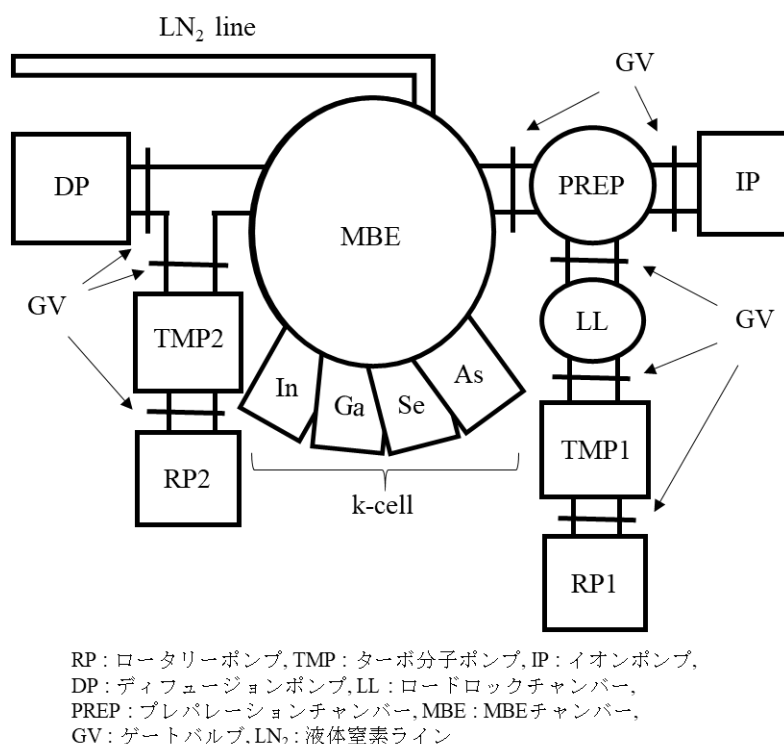 LN₂ line
GV
DP
PREP
IP
MBE
GV
TMP2
LL
GV
In
Ga
Se
As
RP2
TMP1
k-cell
RP1
RP : ロータリーポンプ, TMP : ターボ分子ポンプ, IP : イオンポンプ,
DP : ディフュージョンポンプ, LL : ロードロックチャンバー,
PREP : プレパレーションチャンバー, MBE : MBEチャンバー,
GV : ゲートバルブ, LN₂ : 液体窒素ライン